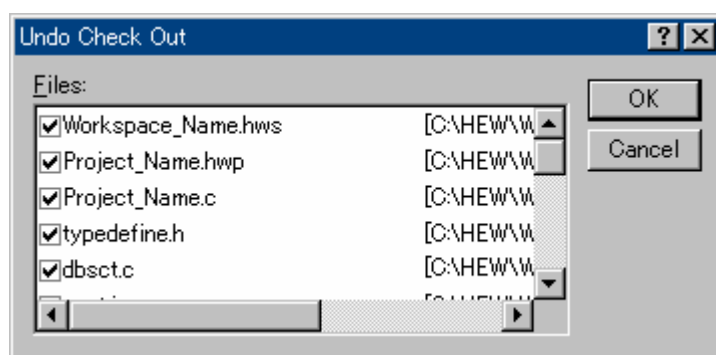 Undo Check Out
Files:
OK
Workspace_Name.hws [C:\HEW\W
Project_Name.hwp [C:\HEW\W
Cancel
Project_Name.c [C:\HEW\W
typedefine.h [C:\HEW\W
dbsct.c [C:\HEW\W